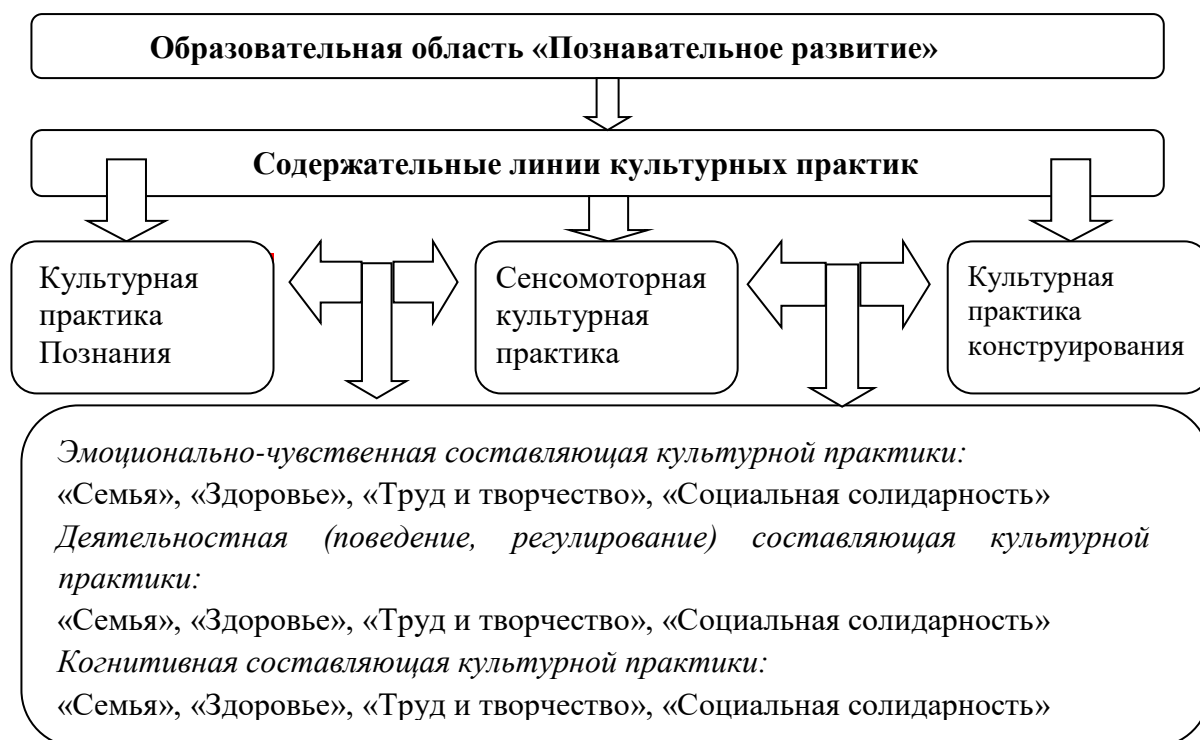 Образовательная область «Познавательное развитие»
Содержательные линии культурных практик
Культурная
практика
Познания
Сенсомоторная
культурная
практика
Культурная
практика
конструирования
Эмоционально-чувственная составляющая культурной практики:
«Семья», «Здоровье», «Труд и творчество», «Социальная солидарность»
Деятельностная (поведение, регулирование) составляющая культурной
практики:
«Семья», «Здоровье», «Труд и творчество», «Социальная солидарность»
Когнитивная составляющая культурной практики:
«Семья», «Здоровье», «Труд и творчество», «Социальная солидарность»